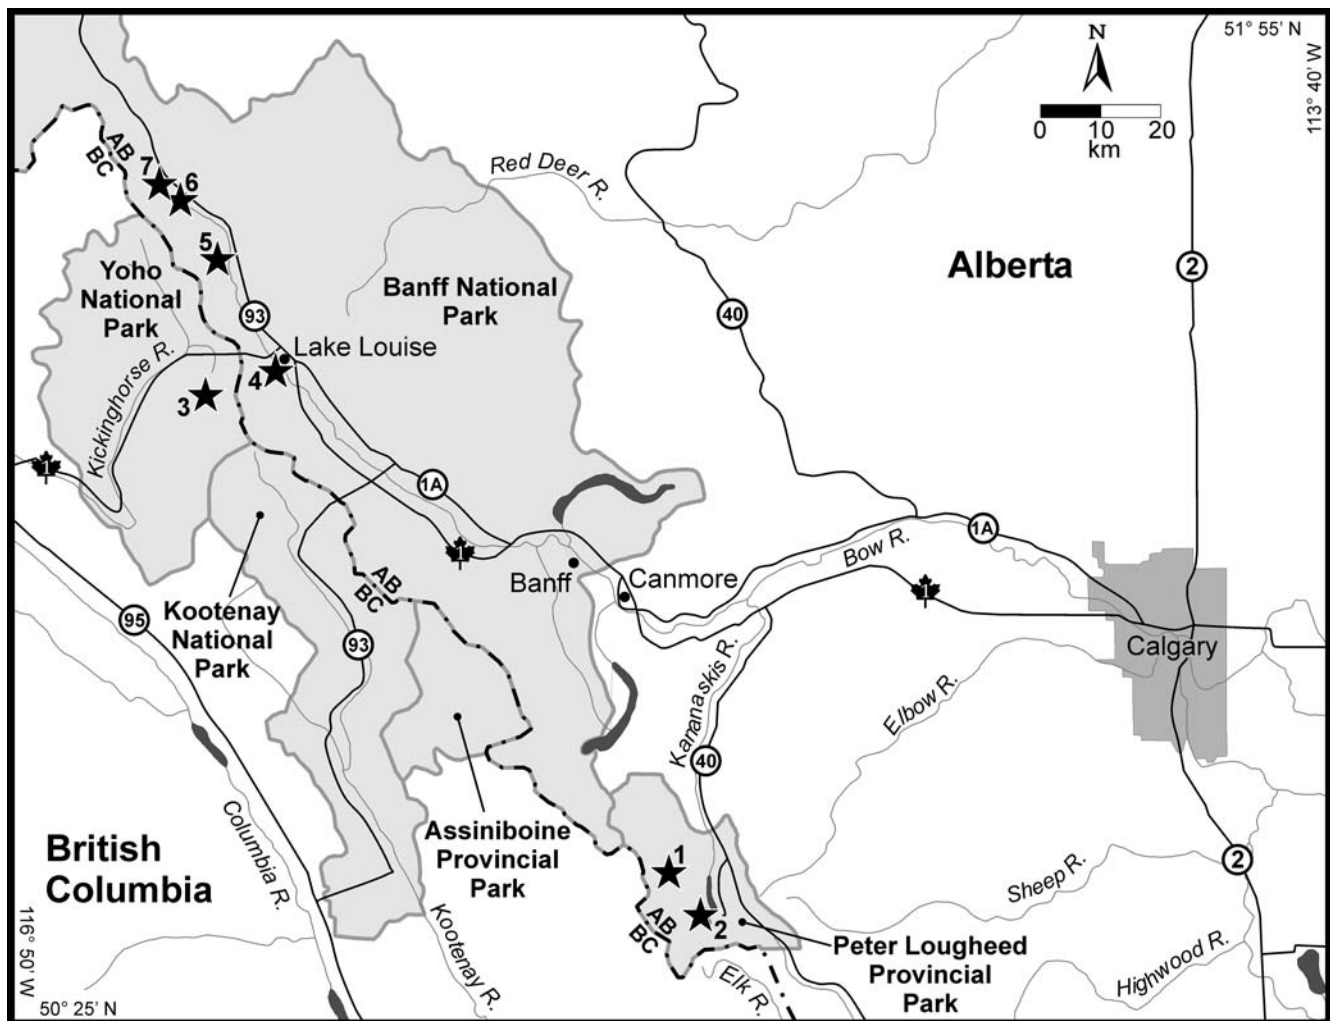 51° 55' N
113° 40' W
N
0 10 20
km
AB
BC
7
6
5
Red Deer R.
Alberta
2
Yoho
National
Park
Banff National
Park
93
40
Lake Louise
4
3
Kickinghorse R.
1
1A
1A
Bow R.
1
Banff
Canmore
1
AB
BC
Calgary
Kootenay
National
Park
95
93
Kananaskis R.
Elbow R.
40
Assiniboine
Provincial
Park
British
Columbia
Columbia R.
Kootenay R.
1
2
AB
BC
Peter Lougheed
Provincial
Park
Elk R.
Sheep R.
2
Highwood R.
116° 50' W
50° 25' N